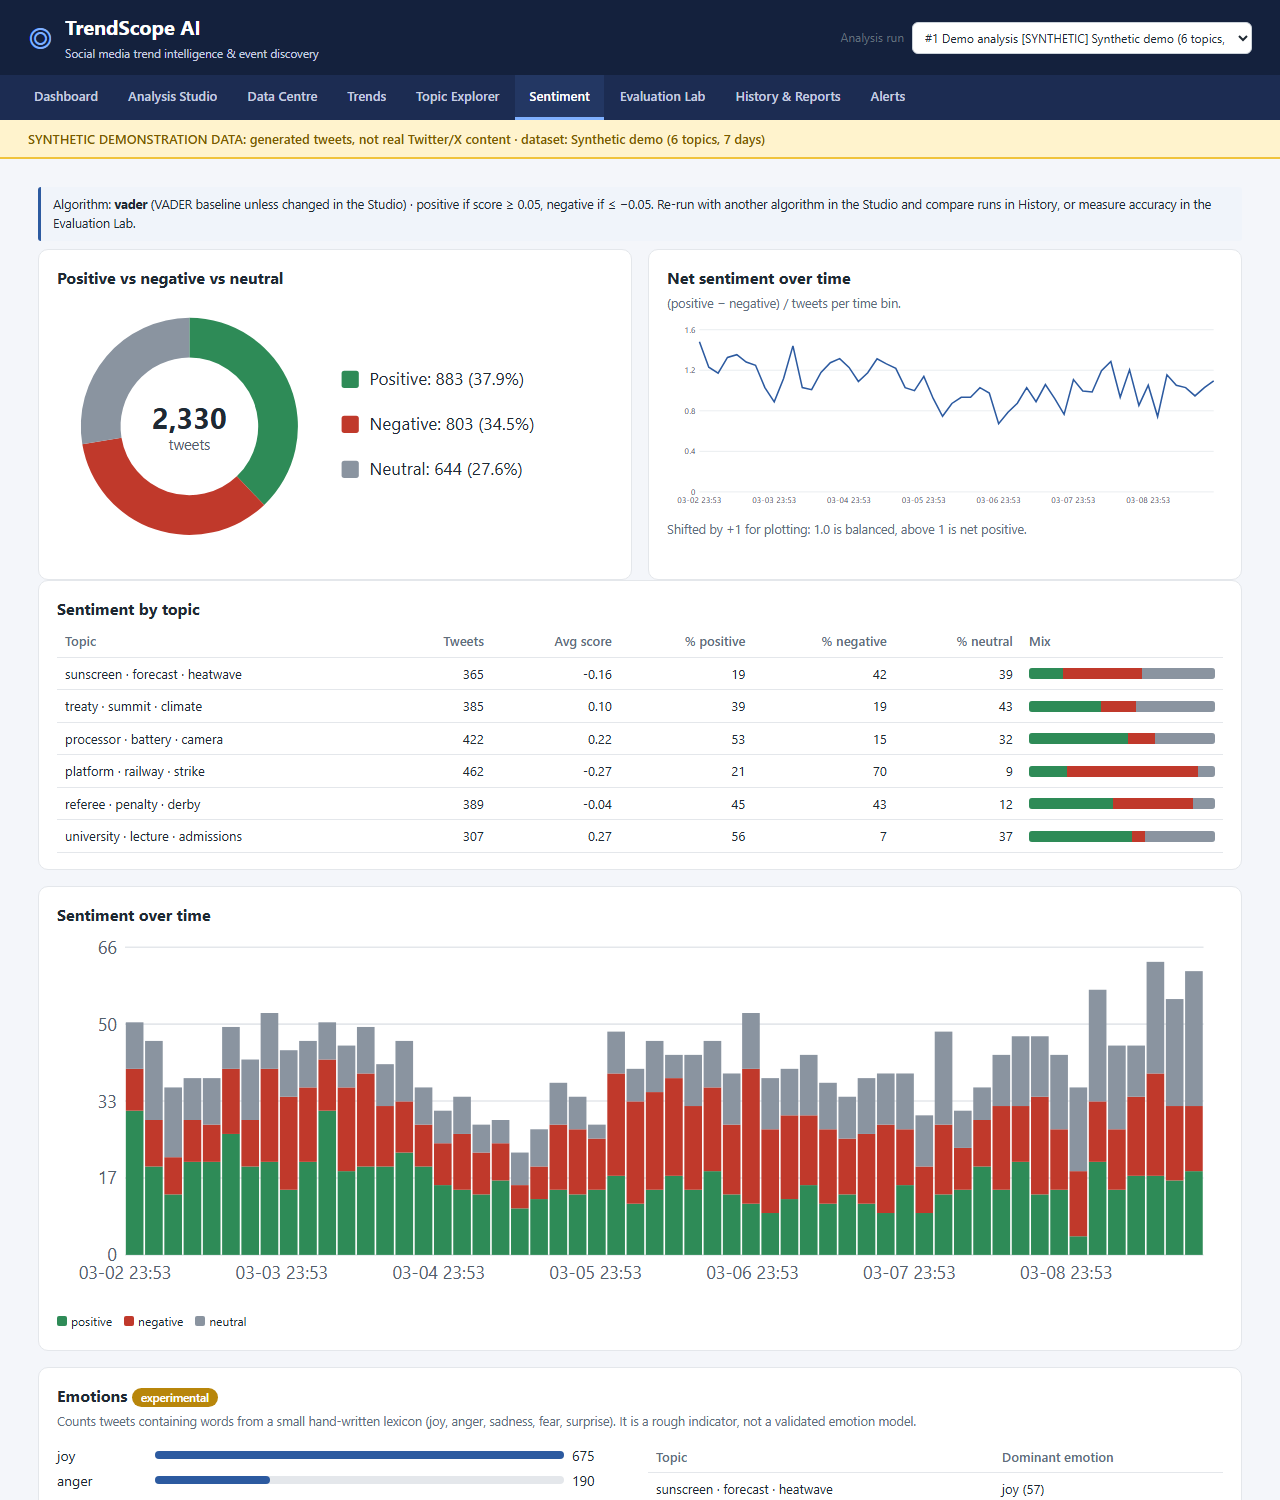 TrendScope AI
Social media trend intelligence & event discovery
Analysis run
#1 Demo analysis [SYNTHETIC] Synthetic demo (6 topics,
Dashboard Analysis Studio Data Centre Trends Topic Explorer Sentiment Evaluation Lab History & Reports Alerts
SYNTHETIC DEMONSTRATION DATA: generated tweets, not real Twitter/X content · dataset: Synthetic demo (6 topics, 7 days)
Algorithm: vader (VADER baseline unless changed in the Studio) · positive if score ≥ 0.05, negative if ≤ −0.05. Re-run with another algorithm in the Studio and compare runs in History, or measure accuracy in the
Evaluation Lab.
Positive vs negative vs neutral
2,330
tweets
Positive: 883 (37.9%)
Negative: 803 (34.5%)
Neutral: 644 (27.6%)
Net sentiment over time
(positive − negative) / tweets per time bin.
1.6
1.2
0.8
0.4
0
03-02 23:53 03-03 23:53 03-04 23:53 03-05 23:53 03-06 23:53 03-07 23:53 03-08 23:53
Shifted by +1 for plotting: 1.0 is balanced, above 1 is net positive.
Sentiment by topic
Topic Tweets Avg score % positive % negative % neutral Mix
sunscreen · forecast · heatwave 365 -0.16 19 42 39
treaty · summit · climate 385 0.10 39 19 43
processor · battery · camera 422 0.22 53 15 32
platform · railway · strike 462 -0.27 21 70 9
referee · penalty · derby 389 -0.04 45 43 12
university · lecture · admissions 307 0.27 56 7 37
Sentiment over time
66
50
33
17
0
03-02 23:53 03-03 23:53 03-04 23:53 03-05 23:53 03-06 23:53 03-07 23:53 03-08 23:53
positive negative neutral
Emotions experimental
Counts tweets containing words from a small hand-written lexicon (joy, anger, sadness, fear, surprise). It is a rough indicator, not a validated emotion model.
joy 675
anger 190
Topic Dominant emotion
sunscreen · forecast · heatwave joy (57)